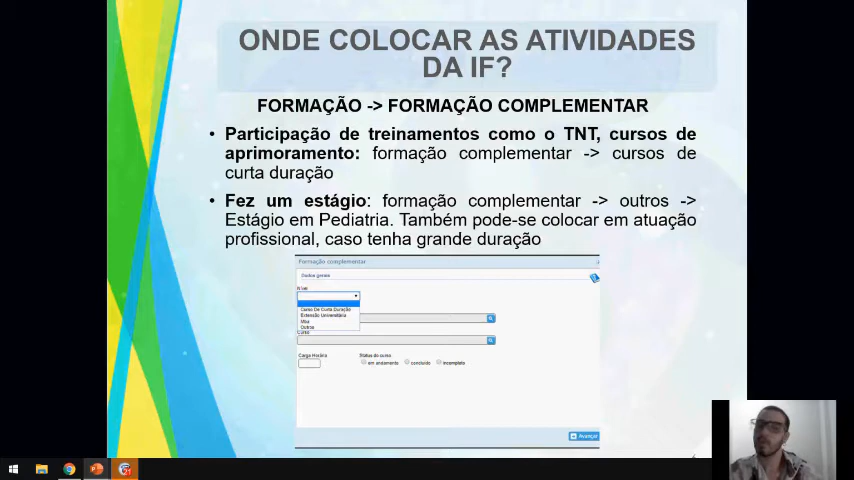 ONDE COLOCAR AS ATIVIDADES
DA IF?
FORMAÇÃO -> FORMAÇÃO COMPLEMENTAR
• Participação de treinamentos como o TNT, cursos de
aprimoramento: formação complementar -> cursos de
curta duração
• Fez um estágio: formação complementar -> outros ->
Estágio em Pediatria. Também pode-se colocar em atuação
profissional, caso tenha grande duração
Formação complementar
Dados gerais
Nível
Curso De Curta Duração
Extensão Universitária
Mba
Outros
Curso
Carga Horária
Status do curso
em andamento concluído incompleto
Avançar